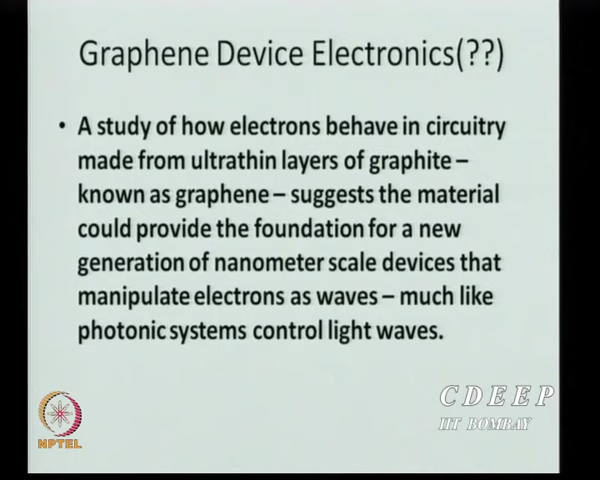 Graphene Device Electronics(??)
• A study of how electrons behave in circuitry
made from ultrathin layers of graphite –
known as graphene – suggests the material
could provide the foundation for a new
generation of nanometer scale devices that
manipulate electrons as waves – much like
photonic systems control light waves.
CDEEP
IIT BOMBAY
NPTEL